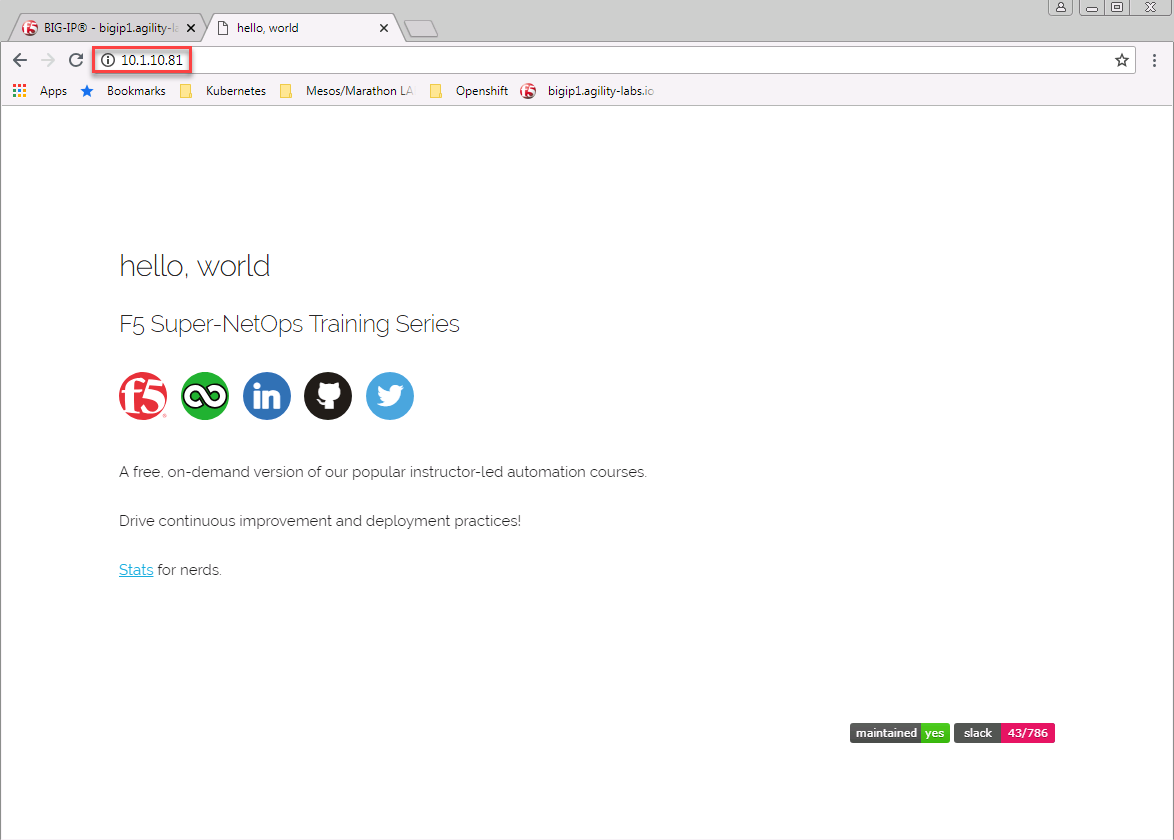 BIG-IP® - bigip1.agility-la
hello, world
10.1.10.81
Apps Bookmarks Kubernetes Mesos/Marathon LA Openshift bigip1.agility-labs.io
hello, world
F5 Super-NetOps Training Series
f5 in
A free, on-demand version of our popular instructor-led automation courses.
Drive continuous improvement and deployment practices!
Stats for nerds.
maintained yes slack 43/786